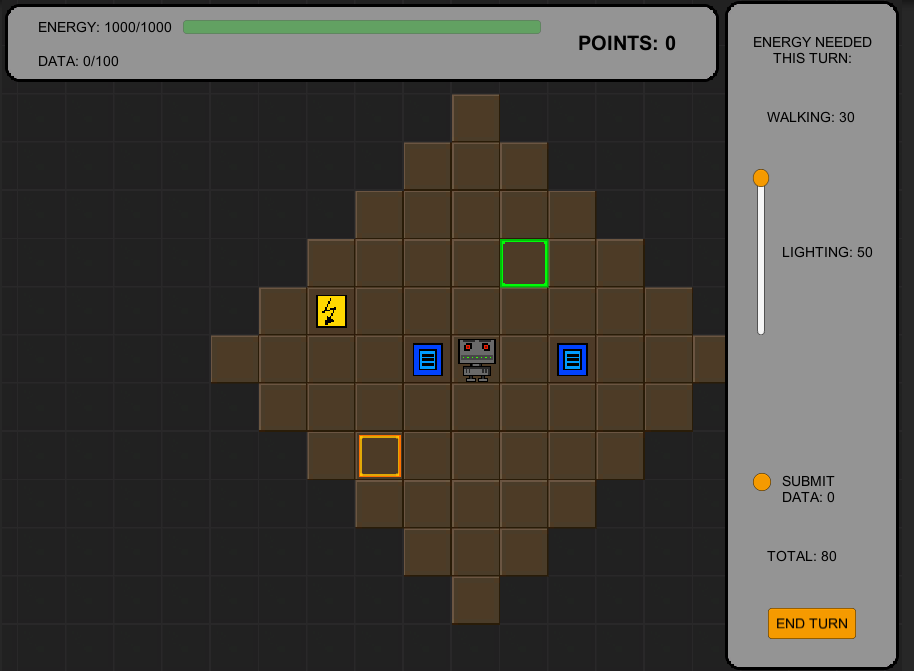 ENERGY: 1000/1000
DATA: 0/100
POINTS: 0
ENERGY NEEDED
THIS TURN:
WALKING: 30
LIGHTING: 50
SUBMIT
DATA: 0
TOTAL: 80
END TURN